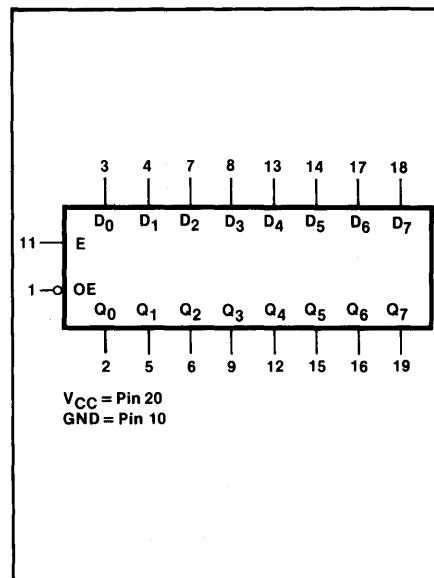 3 4 7 8 13 14 17 18
D0 D1 D2 D3 D4 D5 D6 D7
11 E
1 OE
Q0 Q1 Q2 Q3 Q4 Q5 Q6 Q7
2 5 6 9 12 15 16 19
VCC = Pin 20
GND = Pin 10